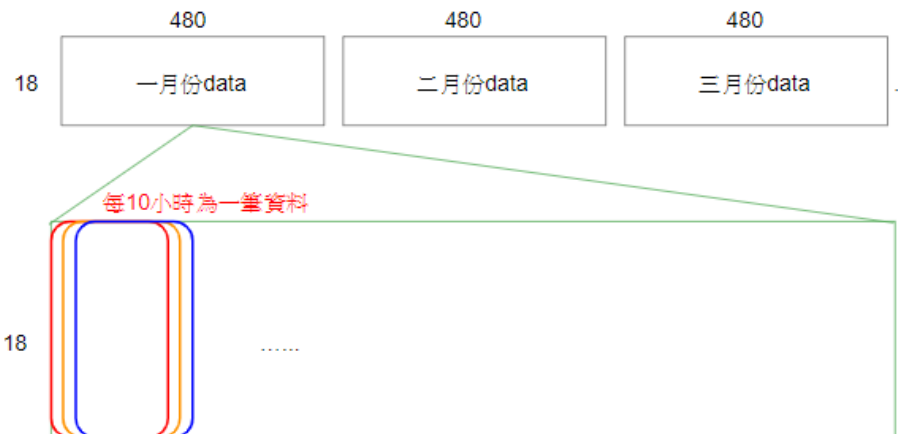 480 480 480
18 一月份data 二月份data 三月份data .
每10小時為一筆資料
18 ......